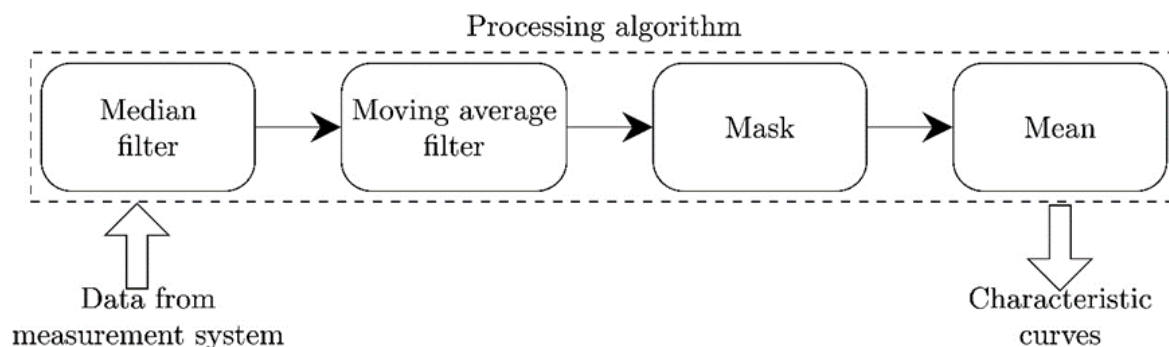 Processing algorithm
Median
filter
Moving average
filter
Mask
Mean
Data from
measurement system
Characteristic
curves